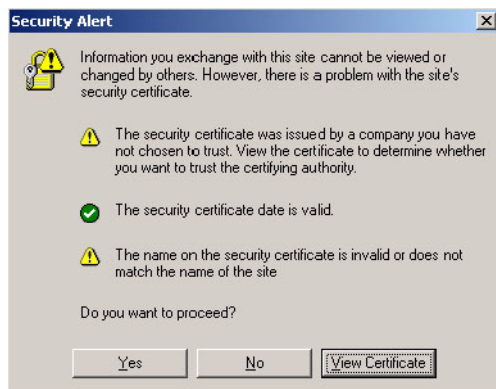 Security Alert
Information you exchange with this site cannot be viewed or
changed by others. However, there is a problem with the site's
security certificate.
The security certificate was issued by a company you have
not chosen to trust. View the certificate to determine whether
you want to trust the certifying authority.
The security certificate date is valid.
The name on the security certificate is invalid or does not
match the name of the site
Do you want to proceed?
Yes No View Certificate